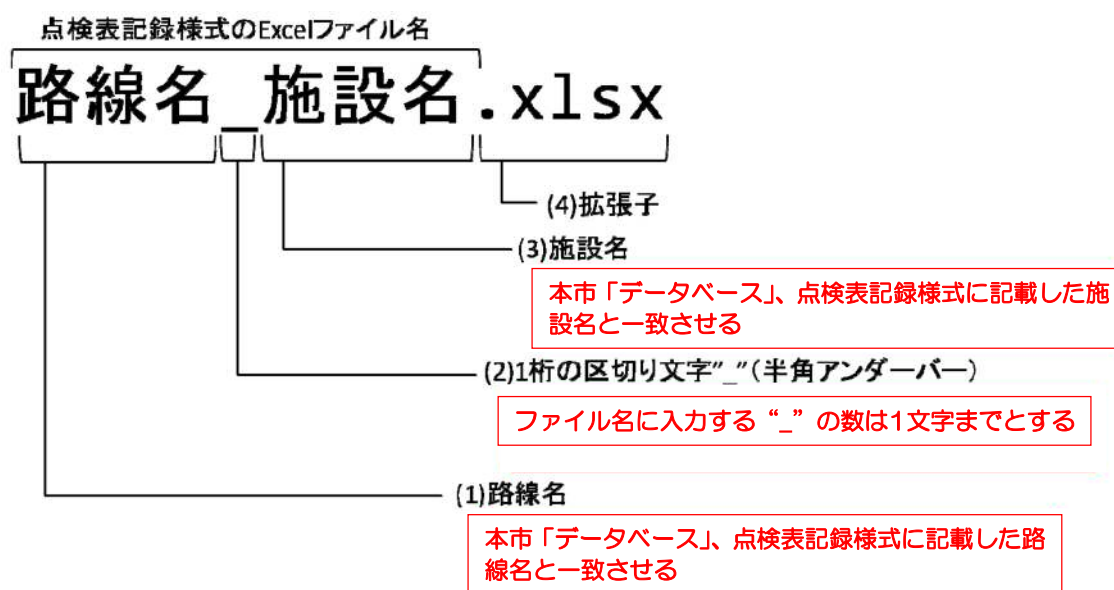 点検表記録様式のExcelファイル名
路線名_施設名.xlsx
(4)拡張子
(3)施設名
本市「データベース」、点検表記録様式に記載した施
設名と一致させる
(2)1桁の区切り文字"_"(半角アンダーバー)
ファイル名に入力する“_”の数は1文字までとする
(1)路線名
本市「データベース」、点検表記録様式に記載した路
線名と一致させる